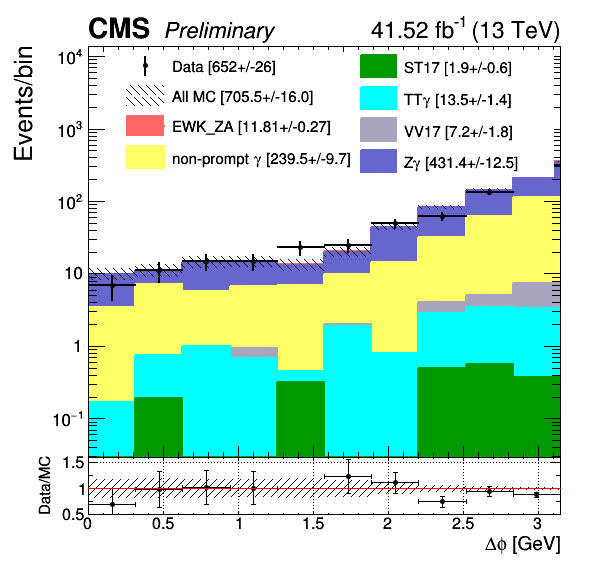 CMS Preliminary 41.52 fb⁻¹ (13 TeV)
Events/bin
10⁴
10³
10²
10
1
10⁻¹
Data [652+/-26]
All MC [705.5+/-16.0]
EWK_ZA [11.81+/-0.27]
non-prompt γ [239.5+/-9.7]
ST17 [1.9+/-0.6]
TTγ [13.5+/-1.4]
VV17 [7.2+/-1.8]
Zγ [431.4+/-12.5]
Data/MC
1.5
1
0.5
0 0.5 1 1.5 2 2.5 3
Δϕ [GeV]